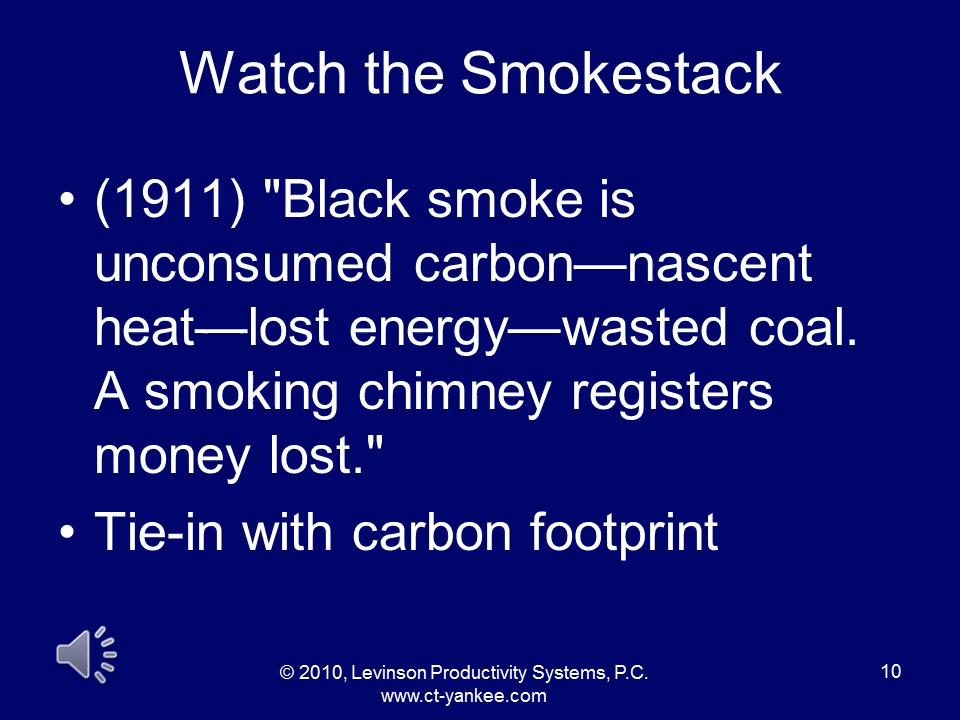 Watch the Smokestack
• (1911) "Black smoke is
unconsumed carbon—nascent
heat—lost energy—wasted coal.
A smoking chimney registers
money lost."
• Tie-in with carbon footprint
© 2010, Levinson Productivity Systems, P.C.
www.ct-yankee.com
10